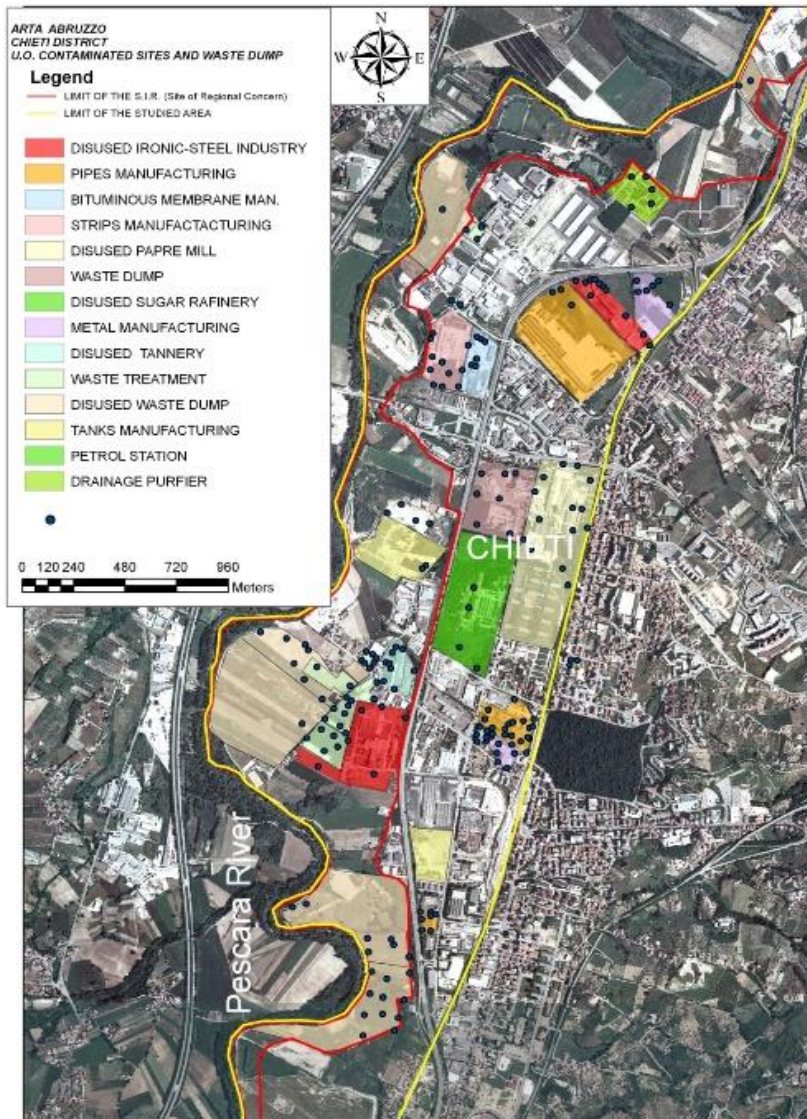 ARTA ABRUZZO
CHIETI DISTRICT
U.O. CONTAMINATED SITES AND WASTE DUMP
Legend
LIMIT OF THE S.I.R. (Site of Regional Concern)
LIMIT OF THE STUDIED AREA
DISUSED IRONIC-STEEL INDUSTRY
PIPES MANUFACTURING
BITUMINOUS MEMBRANE MAN.
STRIPS MANUFACTACTURING
DISUSED PAPRE MILL
WASTE DUMP
DISUSED SUGAR RAFINERY
METAL MANUFACTURING
DISUSED TANNERY
WASTE TREATMENT
DISUSED WASTE DUMP
TANKS MANUFACTURING
PETROL STATION
DRAINAGE PURFIER
0 120 240 480 720 960
Meters
N
W E
S
CHIETI
Pescara River